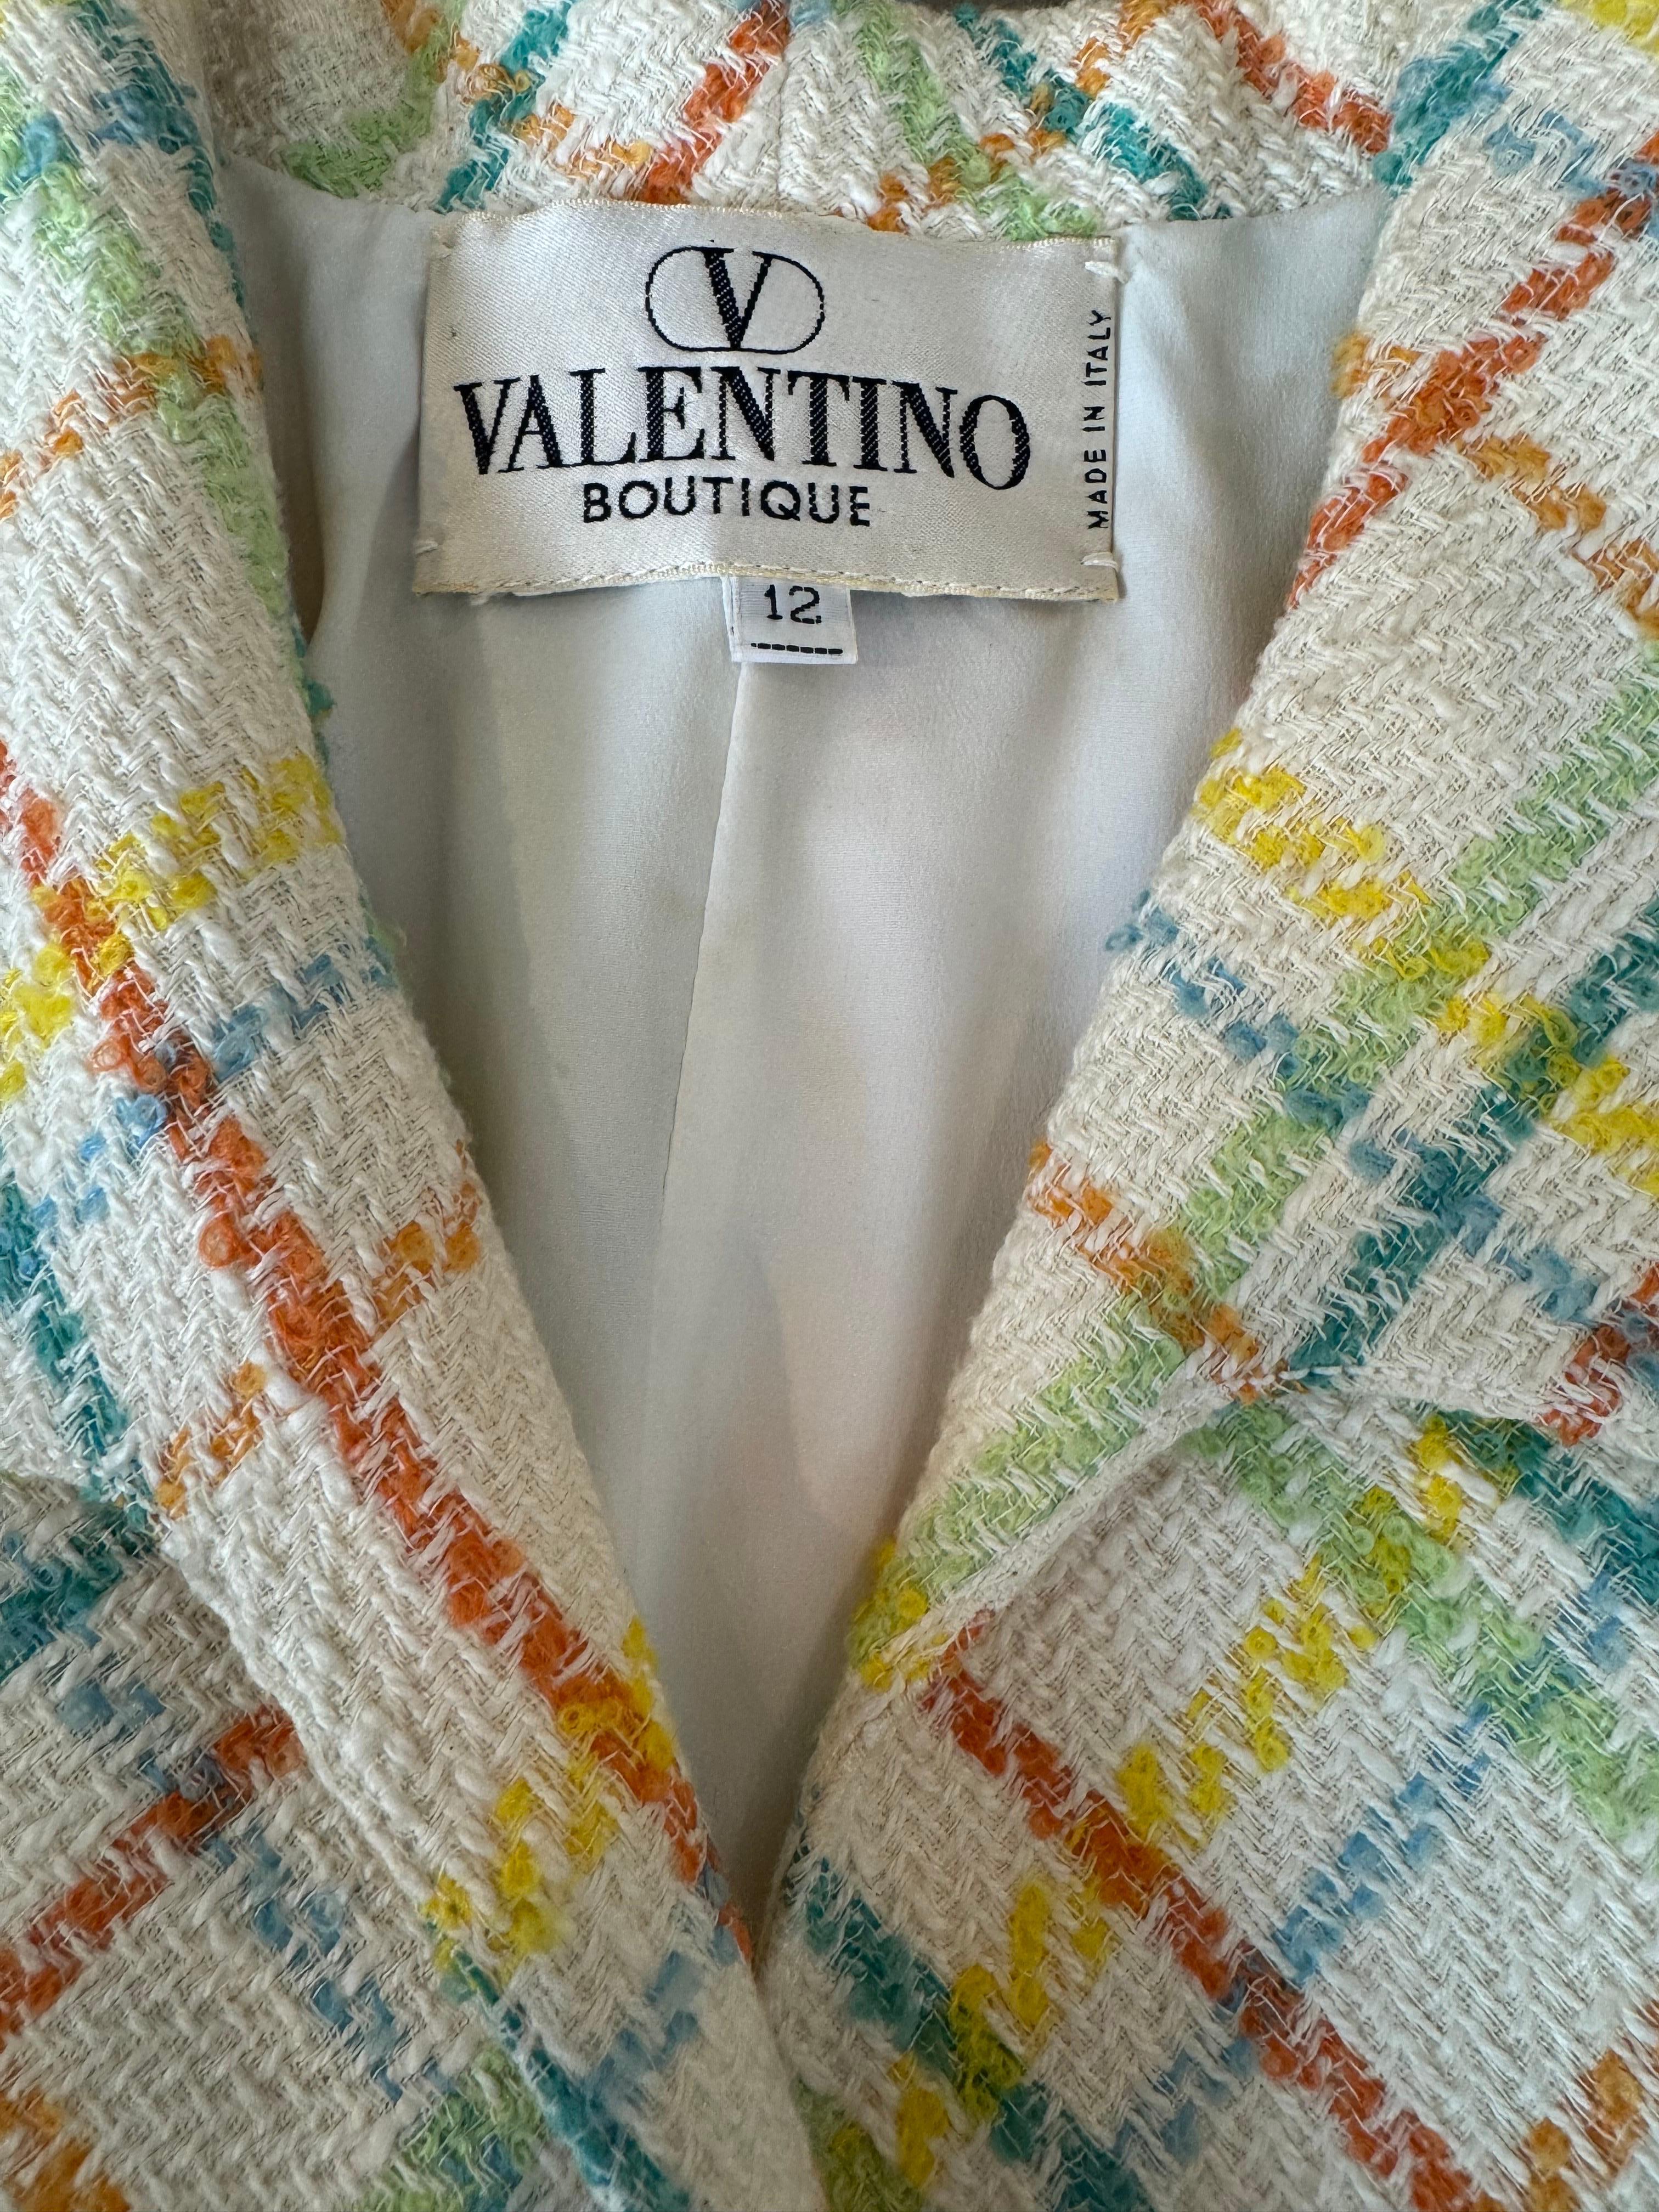 V
VALENTINO
BOUTIQUE
MADE IN ITALY
12